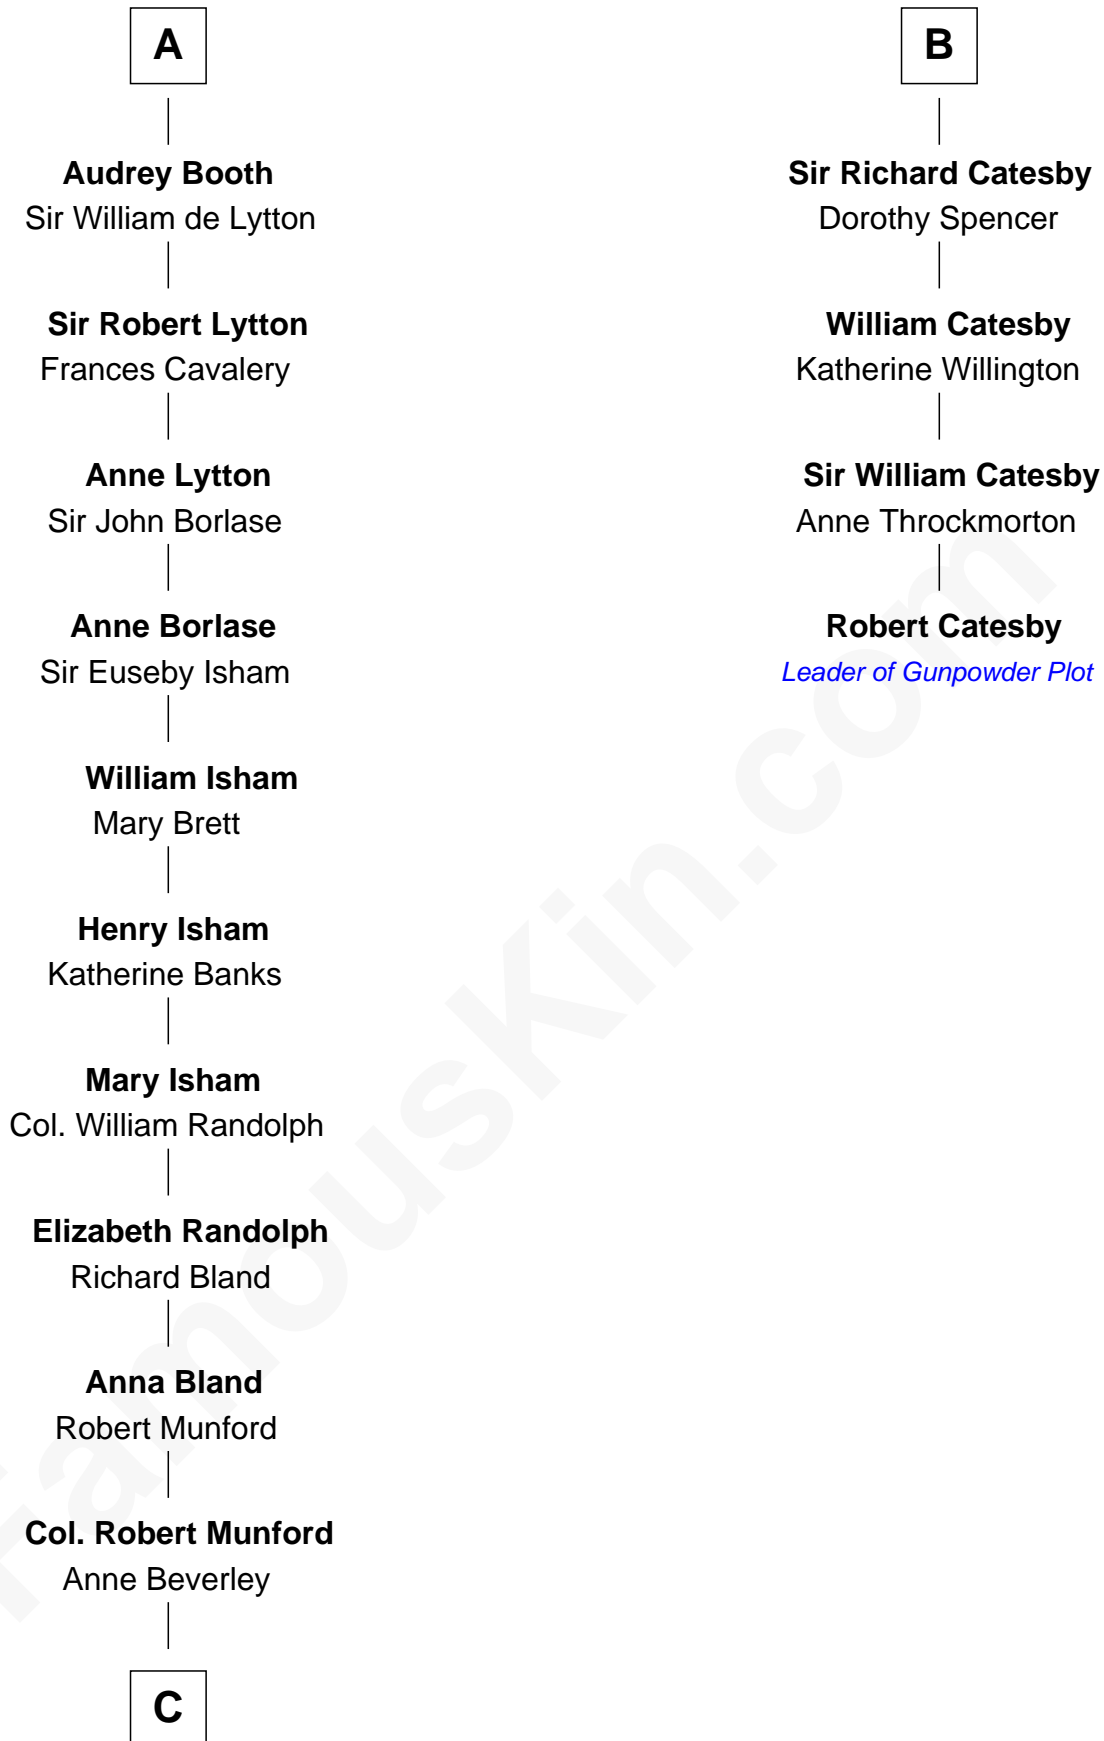 A
Audrey Booth
Sir William de Lytton
Sir Robert Lytton
Frances Cavalery
Anne Lytton
Sir John Borlase
Anne Borlase
Sir Euseby Isham
William Isham
Mary Brett
Henry Isham
Katherine Banks
Mary Isham
Col. William Randolph
Elizabeth Randolph
Richard Bland
Anna Bland
Robert Munford
Col. Robert Munford
Anne Beverley
C
B
Sir Richard Catesby
Dorothy Spencer
William Catesby
Katherine Willington
Sir William Catesby
Anne Throckmorton
Robert Catesby
Leader of Gunpowder Plot
FamousKin.com